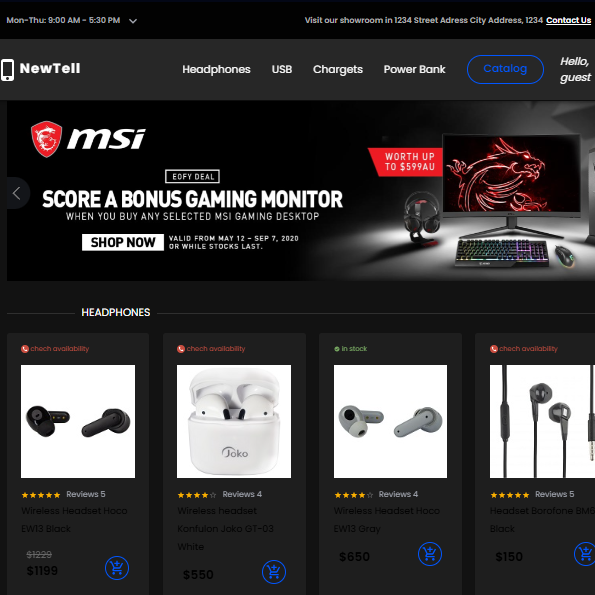 Mon-Thu: 9:00 AM - 5:30 PM
Visit our showroom in 1234 Street Adress City Address, 1234 Contact Us
NewTell
Headphones USB Chargets Power Bank Catalog
Hello,
guest
msi
EOFY DEAL
SCORE A BONUS GAMING MONITOR
WHEN YOU BUY ANY SELECTED MSI GAMING DESKTOP
SHOP NOW
VALID FROM MAY 12 – SEP 7, 2020
OR WHILE STOCKS LAST.
WORTH UP
TO $599AU
HEADPHONES
chech availability
Joko
Reviews 5
Wireless Headset Hoco
EW13 Black
$1229
$1199
chech availability
Reviews 4
Wireless headset
Konfulon Joko GT-03
White
$550
in stock
Reviews 4
Wireless Headset Hoco
EW13 Gray
$650
chech availability
Reviews 5
Headset Borofone BM6
Black
$150